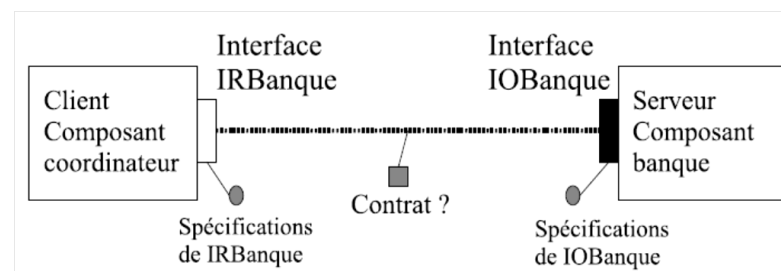 Interface
IRBanque
Interface
IOBanque
Client
Composant
coordinateur
Serveur
Composant
banque
Contrat ?
Spécifications
de IRBanque
Spécifications
de IOBanque